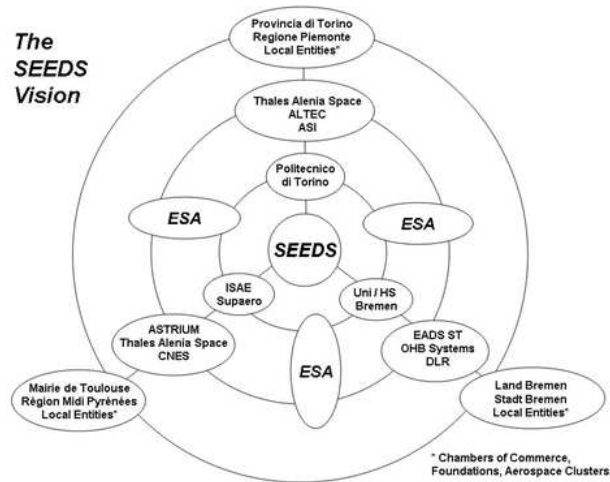 The
SEEDS
Vision
Provincia di Torino
Regione Piemonte
Local Entities*
Thales Alenia Space
ALTEC
ASI
Politecnico
di Torino
ESA
ESA
SEEDS
ISAE
Supaero
Uni / HS
Bremen
ASTRIUM
Thales Alenia Space
CNES
ESA
EADS ST
OHB Systems
DLR
Mairie de Toulouse
Région Midi Pyrénées
Local Entities*
Land Bremen
Stadt Bremen
Local Entities*
* Chambers of Commerce,
Foundations, Aerospace Clusters